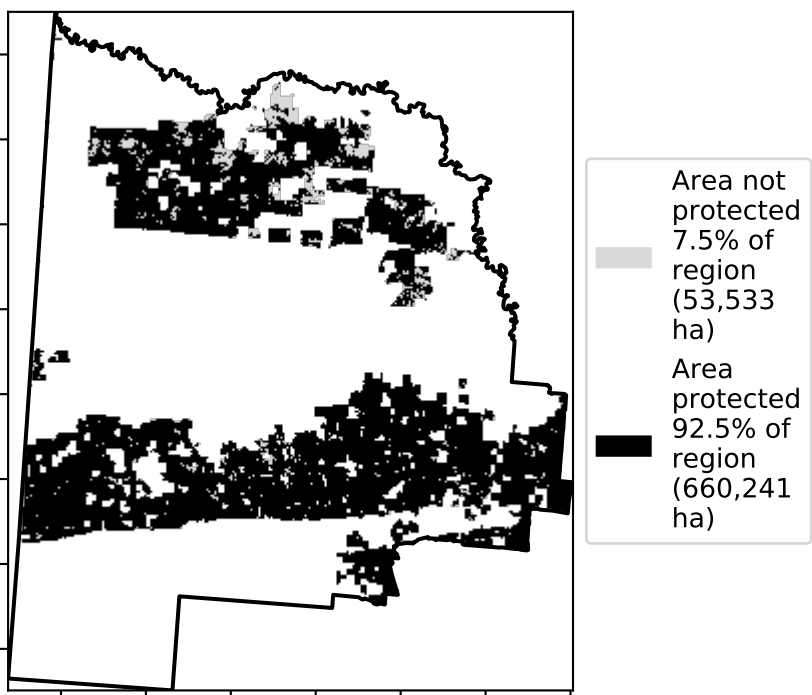 Area not
protected
7.5% of
region
(53,533
ha)
Area
protected
92.5% of
region
(660,241
ha)